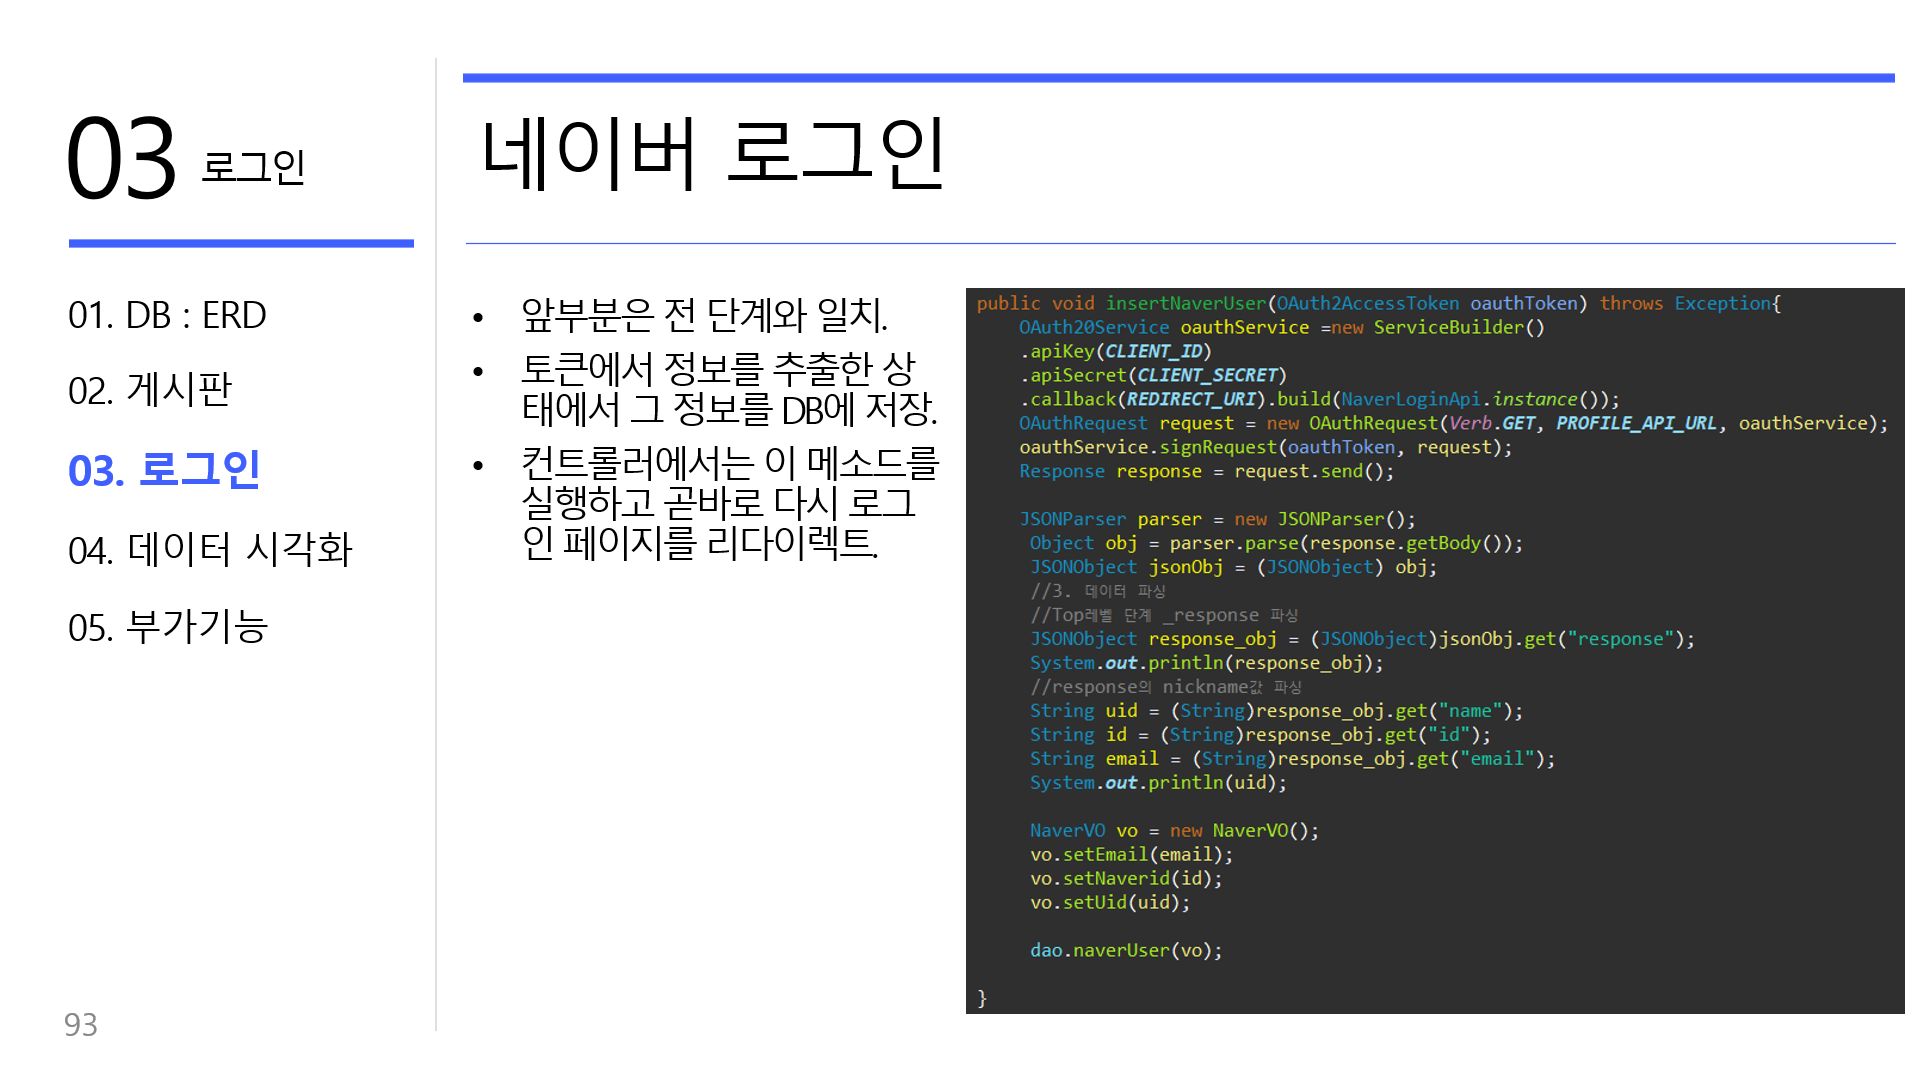 03 로그인
01. DB : ERD
02. 게시판
03. 로그인
04. 데이터 시각화
05. 부가기능
93
네이버 로그인
• 앞부분은 전 단계와 일치.
• 토큰에서 정보를 추출한 상
태에서 그 정보를 DB에 저장.
• 컨트롤러에서는 이 메소드를
실행하고 곧바로 다시 로그
인 페이지를 리다이렉트.
public void insertNaverUser(OAuth2AccessToken oauthToken) throws Exception{
OAuth20Service oauthService =new ServiceBuilder()
.apiKey(CLIENT_ID)
.apiSecret(CLIENT_SECRET)
.callback(REDIRECT_URI).build(NaverLoginApi.instance());
OAuthRequest request = new OAuthRequest(Verb.GET, PROFILE_API_URL, oauthService);
oauthService.signRequest(oauthToken, request);
Response response = request.send();
JSONParser parser = new JSONParser();
Object obj = parser.parse(response.getBody());
JSONObject jsonObj = (JSONObject) obj;
//3. 데이터 파싱
//Top레벨 단계 _response 파싱
JSONObject response_obj = (JSONObject)jsonObj.get("response");
System.out.println(response_obj);
//response의 nickname값 파싱
String uid = (String)response_obj.get("name");
String id = (String)response_obj.get("id");
String email = (String)response_obj.get("email");
System.out.println(uid);
NaverVO vo = new NaverVO();
vo.setEmail(email);
vo.setNaverid(id);
vo.setUid(uid);
dao.naverUser(vo);
}